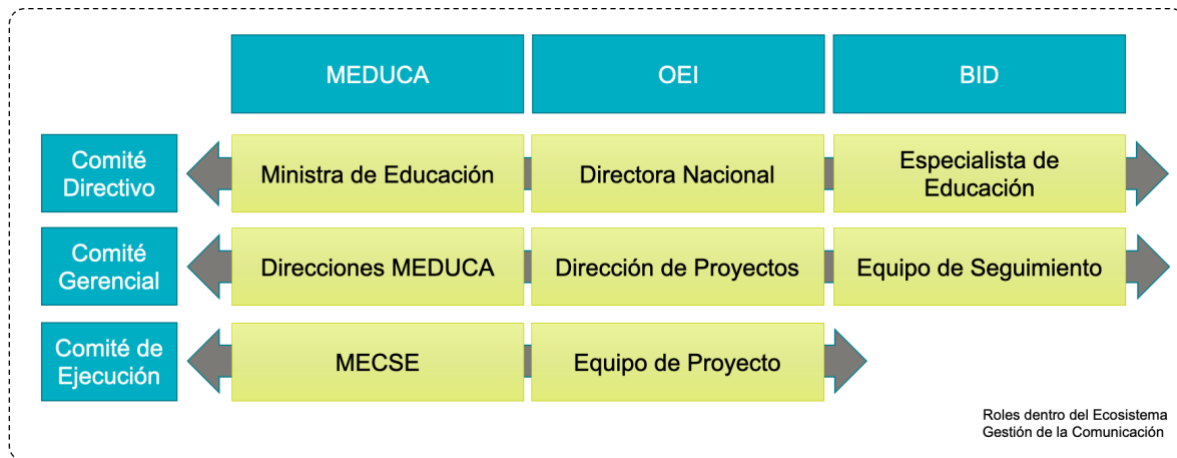 MEDUCA
OEI
BID
Comité
Directivo
Ministra de Educación
Directora Nacional
Especialista de
Educación
Comité
Gerencial
Direcciones MEDUCA
Dirección de Proyectos
Equipo de Seguimiento
Comité de
Ejecución
MECSE
Equipo de Proyecto
Roles dentro del Ecosistema
Gestión de la Comunicación